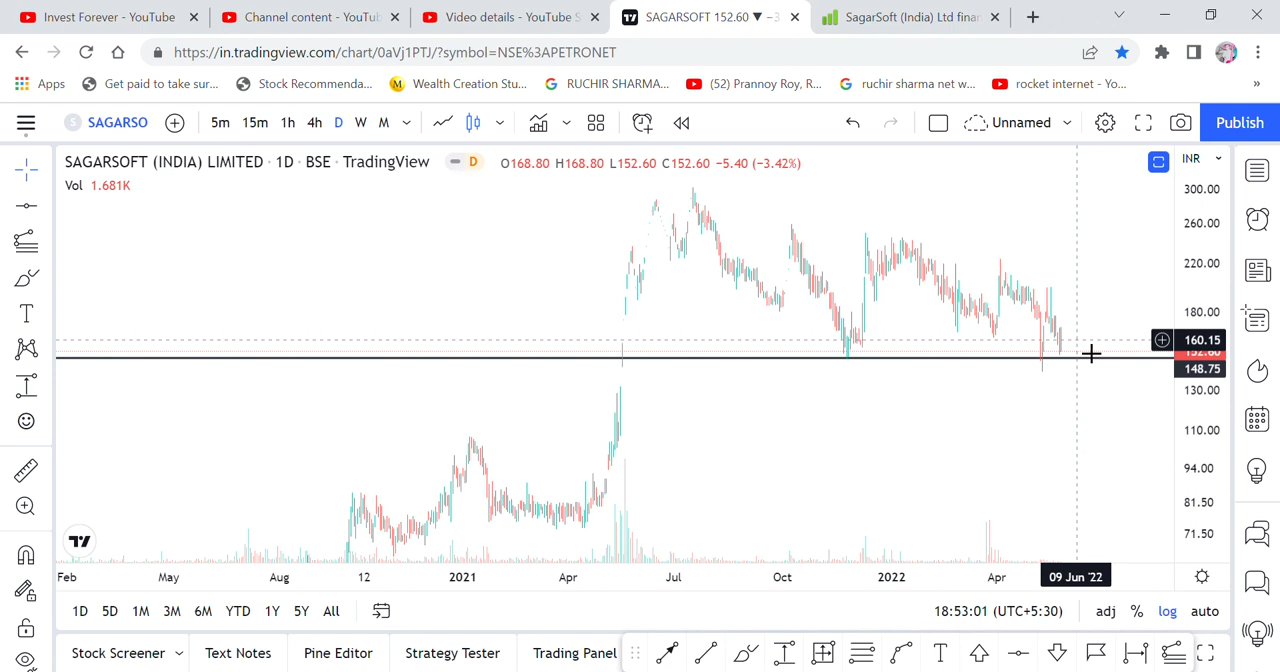 Invest Forever - YouTube
Channel content - YouTub
Video details - YouTube S
SAGARSOFT 152.60 ▼ −3
SagarSoft (India) Ltd finan
https://in.tradingview.com/chart/0aVj1PTJ/?symbol=NSE%3APETRONET
Apps
Get paid to take sur...
Stock Recommenda...
Wealth Creation Stu...
RUCHIR SHARMA...
(52) Prannoy Roy, R...
ruchir sharma net w...
rocket internet - Yo...
»
S SAGARSO
5m 15m 1h 4h D W M
Unnamed
Publish
SAGARSOFT (INDIA) LIMITED · 1D · BSE · TradingView
D
O168.80 H168.80 L152.60 C152.60 −5.40 (−3.42%)
INR
Vol 1.681K
300.00
260.00
220.00
180.00
160.15
152.60
148.75
130.00
110.00
94.00
81.50
71.50
Feb May Aug 12 2021 Apr Jul Oct 2022 Apr 09 Jun '22
1D 5D 1M 3M 6M YTD 1Y 5Y All
18:53:01 (UTC+5:30) adj % log auto
Stock Screener Text Notes Pine Editor Strategy Tester Trading Panel